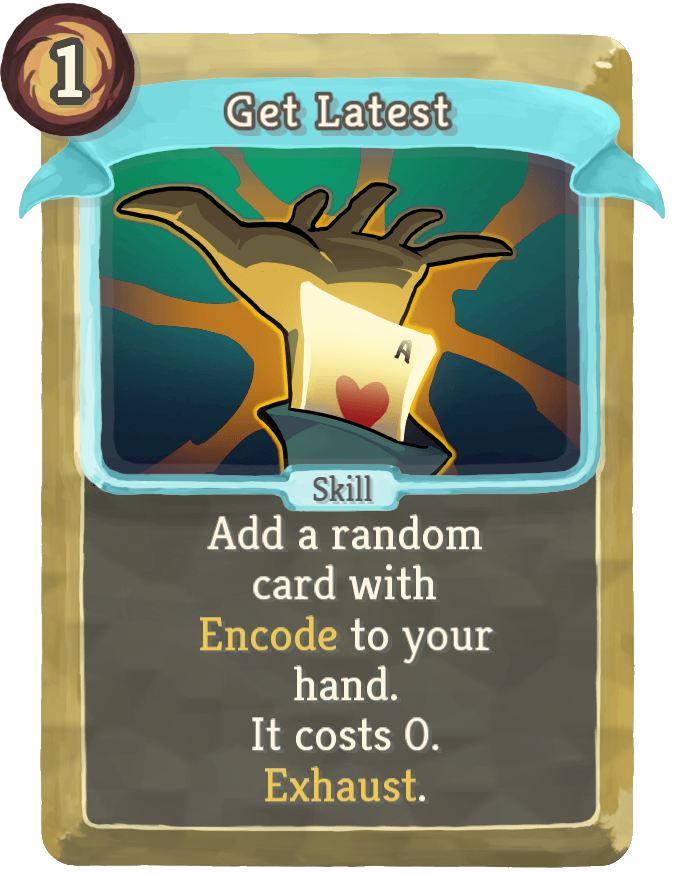 1
Get Latest
A
Skill
Add a random
card with
Encode to your
hand.
It costs 0.
Exhaust.